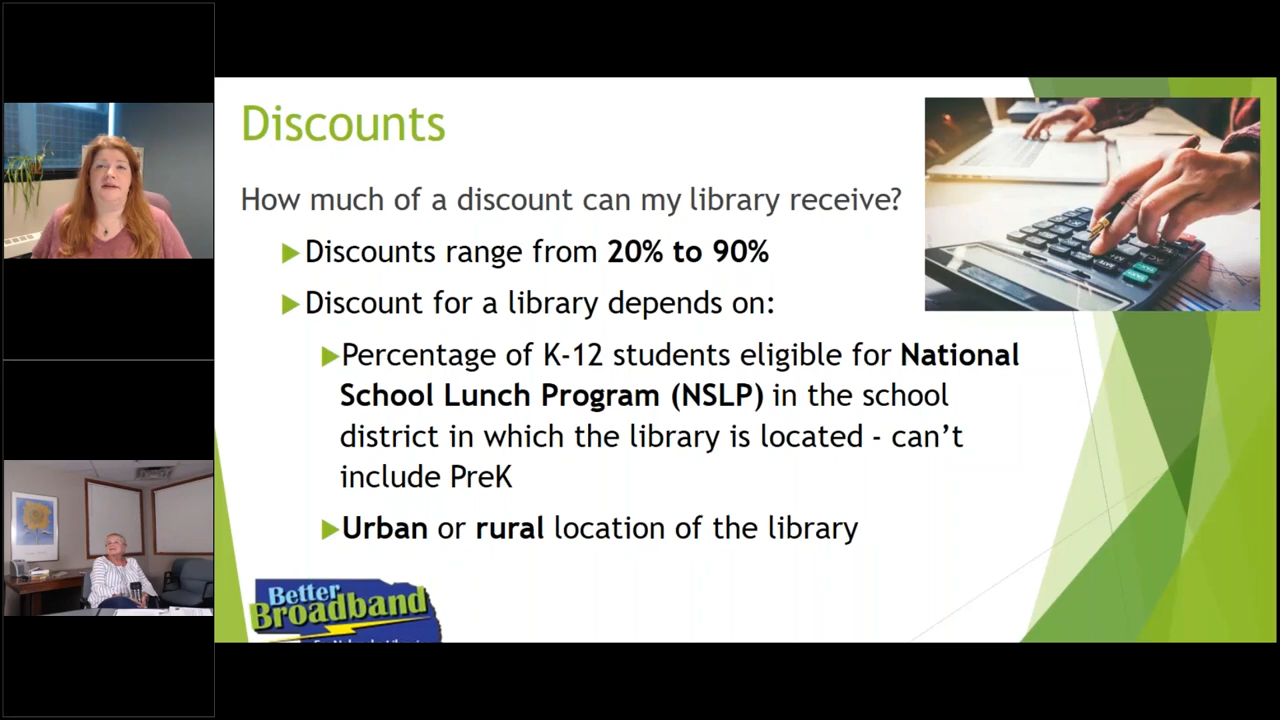 Discounts
How much of a discount can my library receive?
Discounts range from 20% to 90%
Discount for a library depends on:
Percentage of K-12 students eligible for National
School Lunch Program (NSLP) in the school
district in which the library is located - can't
include PreK
Urban or rural location of the library
Better
Broadband